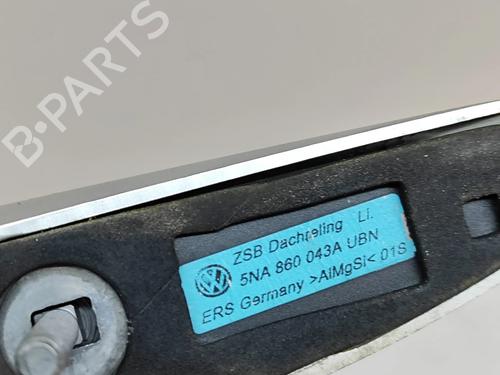 B-PARTS
ZSB Dachreling Li.
5NA 860 043A UBN
ERS Germany >AlMgSi< 01S